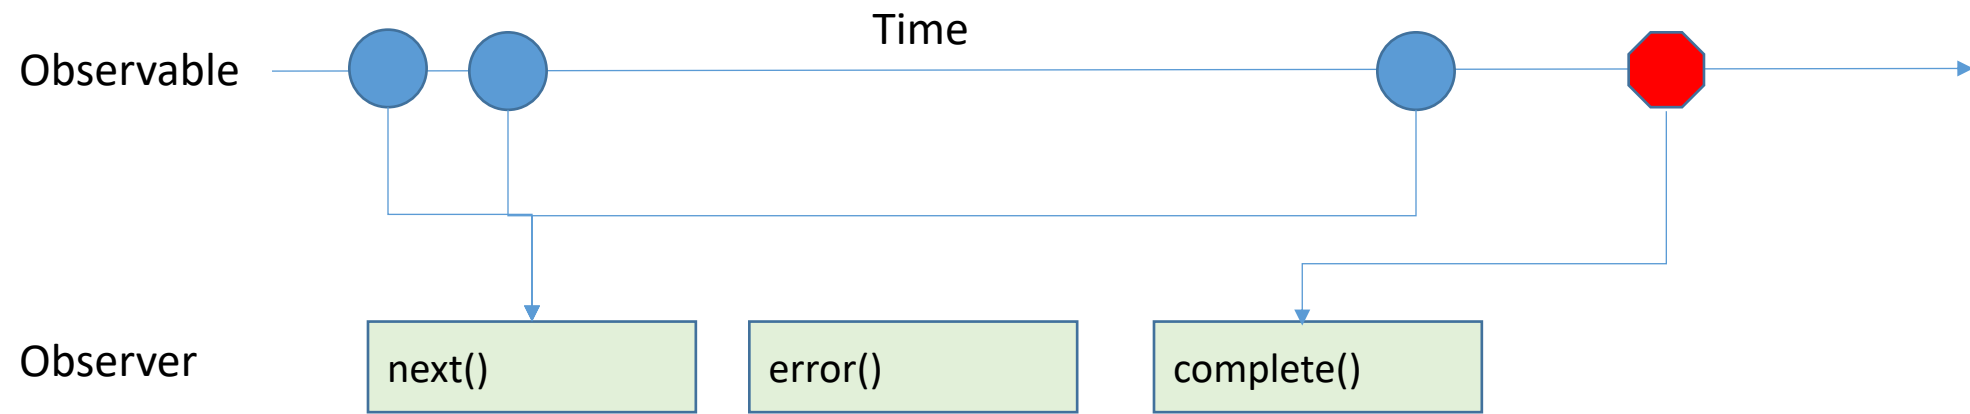 Time
Observable
Observer
next()
error()
complete()